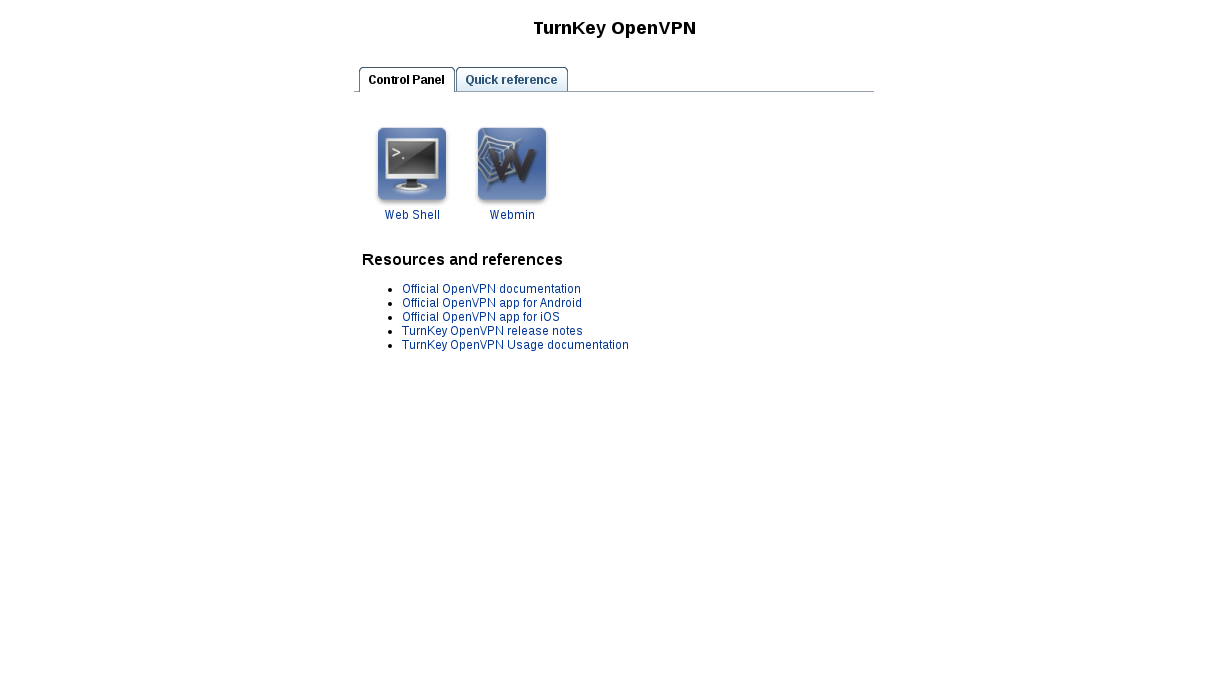 TurnKey OpenVPN
Control Panel
Quick reference
>.
W
Web Shell
Webmin
Resources and references
Official OpenVPN documentation
Official OpenVPN app for Android
Official OpenVPN app for iOS
TurnKey OpenVPN release notes
TurnKey OpenVPN Usage documentation